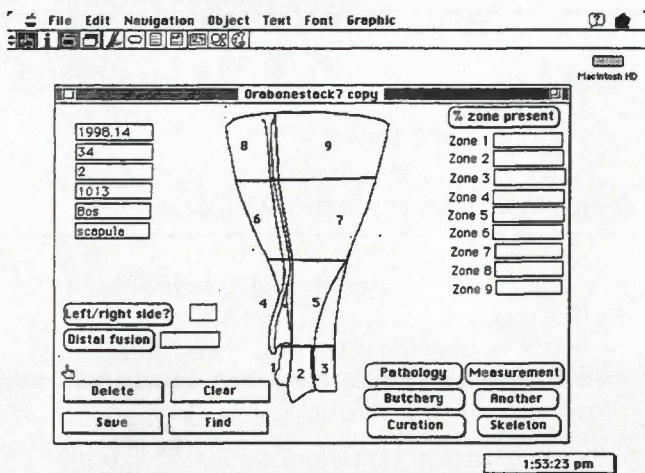 File Edit Navigation Object Text Font Graphic
Macintosh HD
Orabonestack? copy
1998.14
34
2
1013
Bos
scapula
Left/right side?
Distal fusion
Delete Clear
Save Find
8 9
6 7
4 5
1 2 3
% zone present
Zone 1
Zone 2
Zone 3
Zone 4
Zone 5
Zone 6
Zone 7
Zone 8
Zone 9
Pathology Measurement
Butchery Another
Curation Skeleton
1:53:23 pm